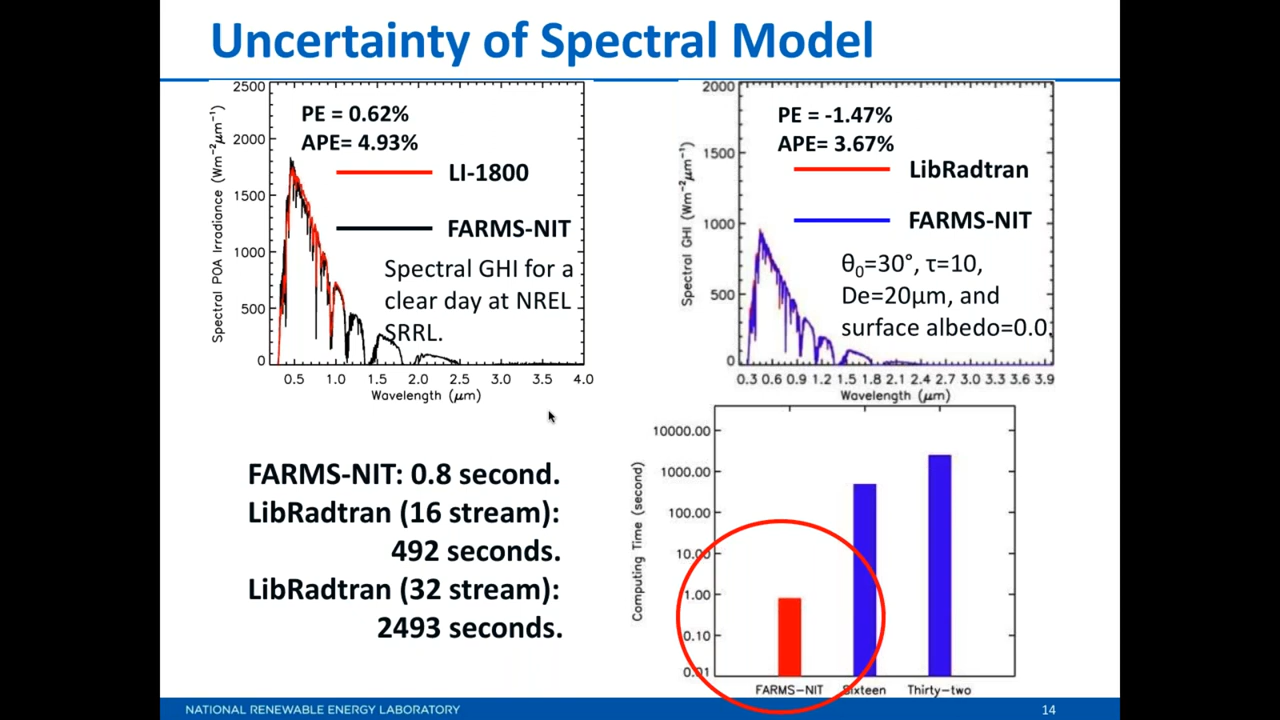 Uncertainty of Spectral Model
2500
2000
1500
1000
500
0
Spectral POA Irradiance (Wm⁻²μm⁻¹)
PE = 0.62%
APE= 4.93%
LI-1800
FARMS-NIT
Spectral GHI for a
clear day at NREL
SRRL.
0.5 1.0 1.5 2.0 2.5 3.0 3.5 4.0
Wavelength (μm)
2000
1500
1000
500
0
Spectral GHI (Wm⁻²μm⁻¹)
PE = -1.47%
APE= 3.67%
LibRadtran
FARMS-NIT
θ₀=30°, τ=10,
De=20μm, and
surface albedo=0.0.
0.3 0.6 0.9 1.2 1.5 1.8 2.1 2.4 2.7 3.0 3.3 3.6 3.9
Wavelength (μm)
FARMS-NIT: 0.8 second.
LibRadtran (16 stream):
492 seconds.
LibRadtran (32 stream):
2493 seconds.
10000.00
1000.00
100.00
10.00
1.00
0.10
0.01
Computing Time (second)
FARMS-NIT Sixteen Thirty-two
NATIONAL RENEWABLE ENERGY LABORATORY
14